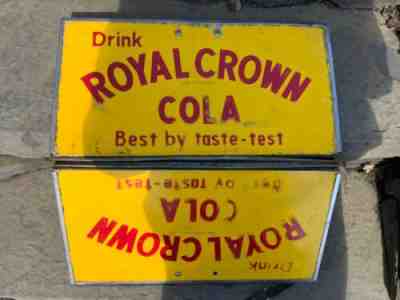 Drink
ROYAL CROWN
COLA
Best by taste-test
Drink
ROYAL CROWN
COLA
Best by taste-test